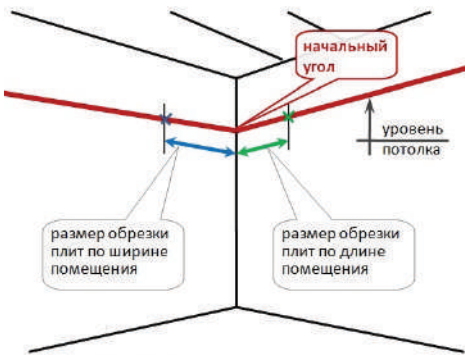 начальный
угол
уровень
потолка
размер обрезки
плит по ширине
помещения
размер обрезки
плит по длине
помещения